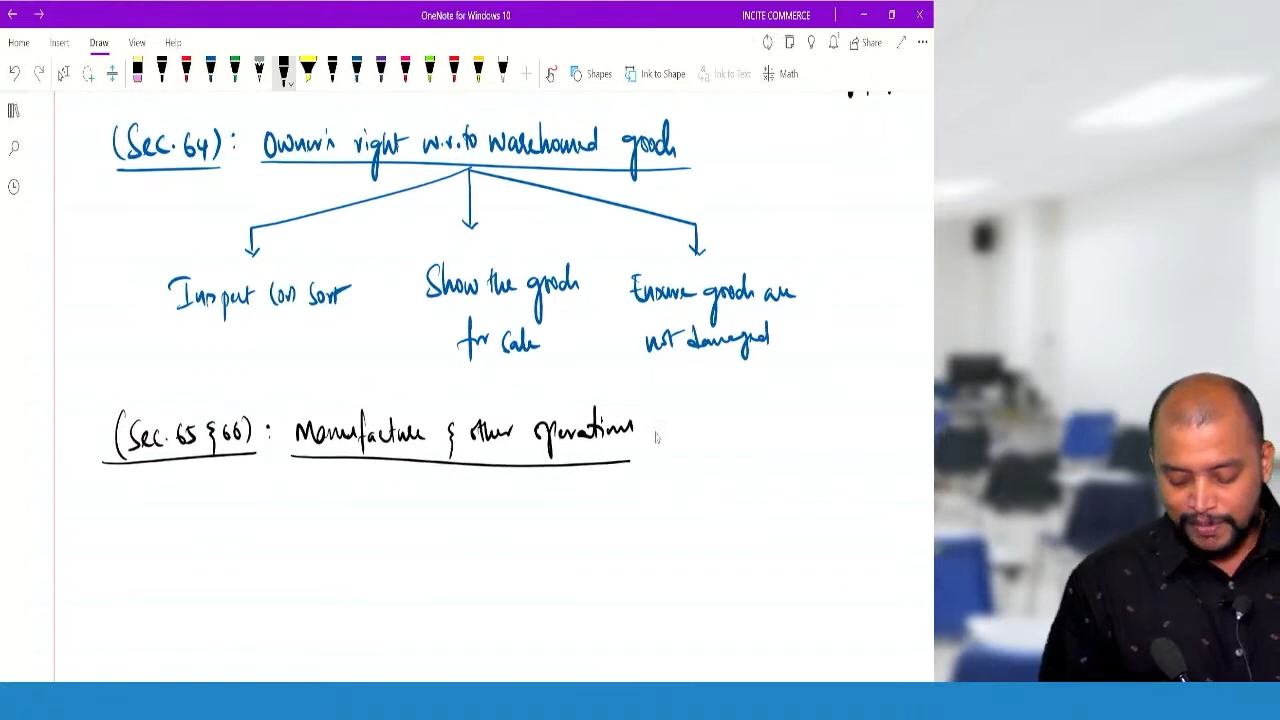 OneNote for Windows 10
INCITE COMMERCE
Home Insert Draw View Help
Share
Shapes Ink to Shape Ink to Text Math
(Sec. 64) : Owner's right w.r.to warehoused goods
Inspect (or) Sort
Show the goods
for sale
Ensure goods are
not damaged
(Sec. 65 & 66) : Manufacture & other operations